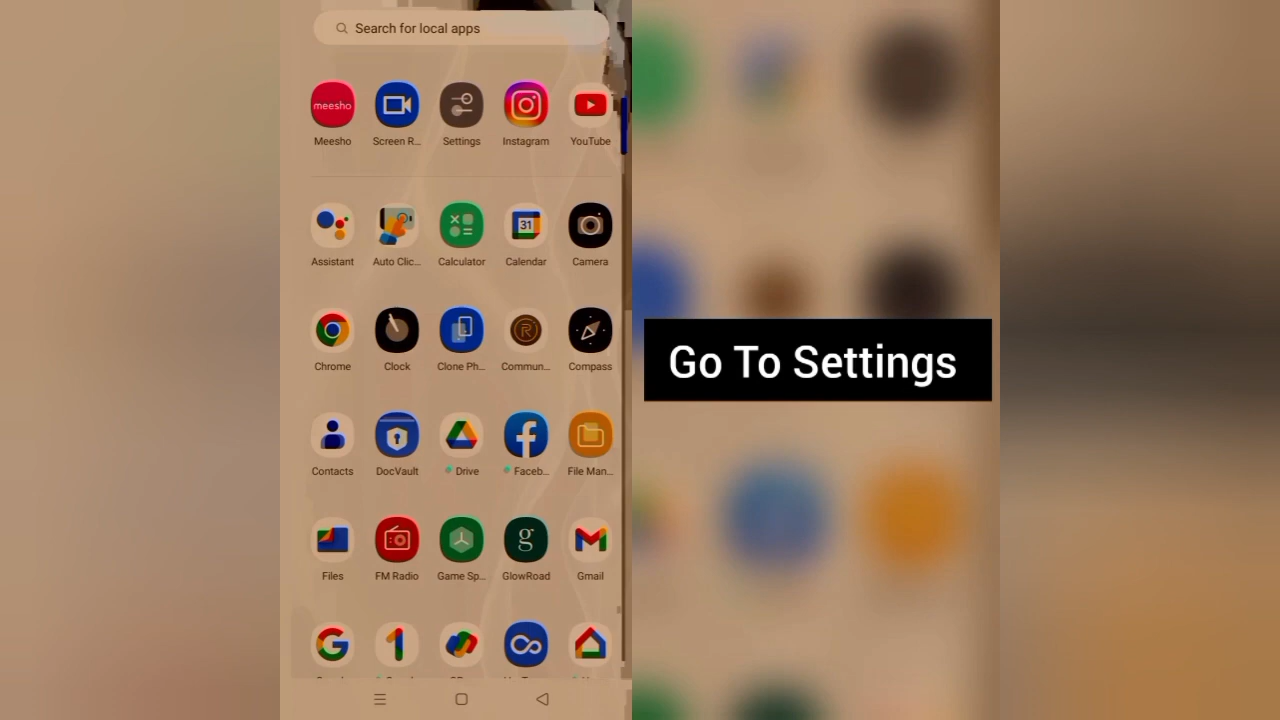 Search for local apps
meesho
Meesho
Screen R...
Settings
Instagram
YouTube
31
Assistant
Auto Clic...
Calculator
Calendar
Camera
Chrome
Clock
Clone Ph...
Commun...
Compass
Contacts
DocVault
Drive
Faceb...
File Man...
Files
FM Radio
Game Sp...
GlowRoad
Gmail
Go To Settings